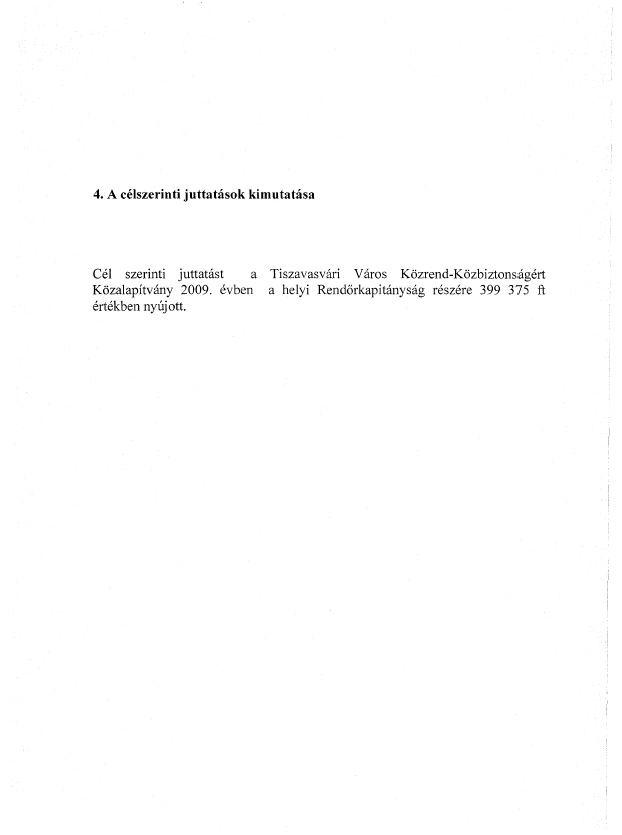 4. A célszerinti juttatások kimutatása
Cél szerinti juttatást a Tiszavasvári Város Közrend-Közbiztonságért
Közalapítvány 2009. évben a helyi Rendőrkapitányság részére 399 375 ft
értékben nyújott.